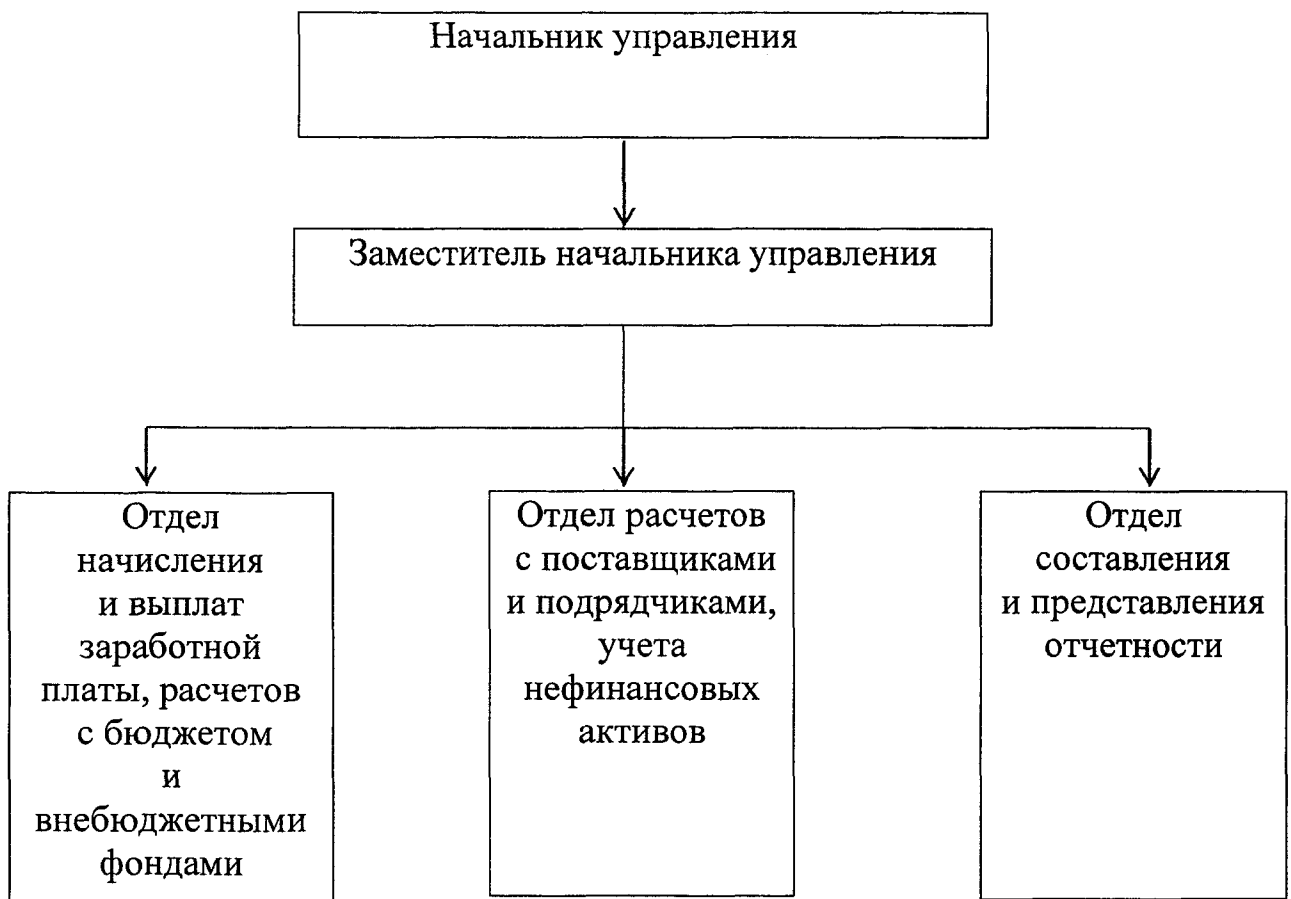 Начальник управления
Заместитель начальника управления
Отдел
начисления
и выплат
заработной
платы, расчетов
с бюджетом
и
внебюджетными
фондами
Отдел расчетов
с поставщиками
и подрядчиками,
учета
нефинансовых
активов
Отдел
составления
и представления
отчетности